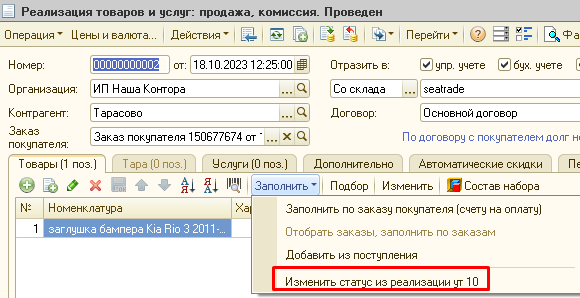 Реализация товаров и услуг: продажа, комиссия. Проведен
Операция Цены и валюта... Действия Перейти
Номер: 00000000002 от: 18.10.2023 12:25:00 Отразить в: упр. учете бух. учете
Организация: ИП Наша Контора ... Со склада ... seatrade
Контрагент: Тарасово ... Договор: Основной договор
Заказ покупателя: Заказ покупателя 150677674 от ... По договору с покупателем долг
Товары (1 поз.) Тара (0 поз.) Услуги (0 поз.) Дополнительно Автоматические скидки
Заполнить Подбор Изменить Состав набора
№ Номенклатура
1 заглушка бампера Kia Rio 3 2011-...
Заполнить по заказу покупателя (счету на оплату)
Отобрать заказы, заполнить по заказам
Добавить из поступления
Изменить статус из реализации ут 10